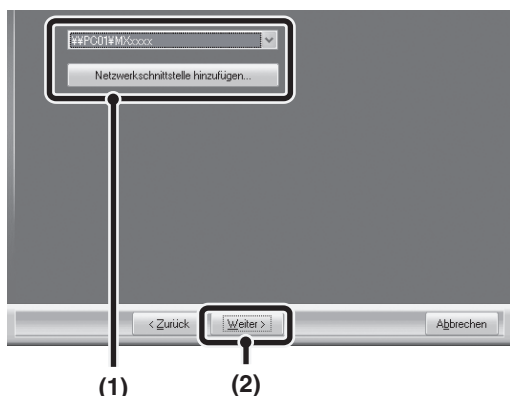 ¥¥PC01¥MXxxxx
Netzwerkschnittstelle hinzufügen...
< Zurück Weiter > Abbrechen
(1) (2)